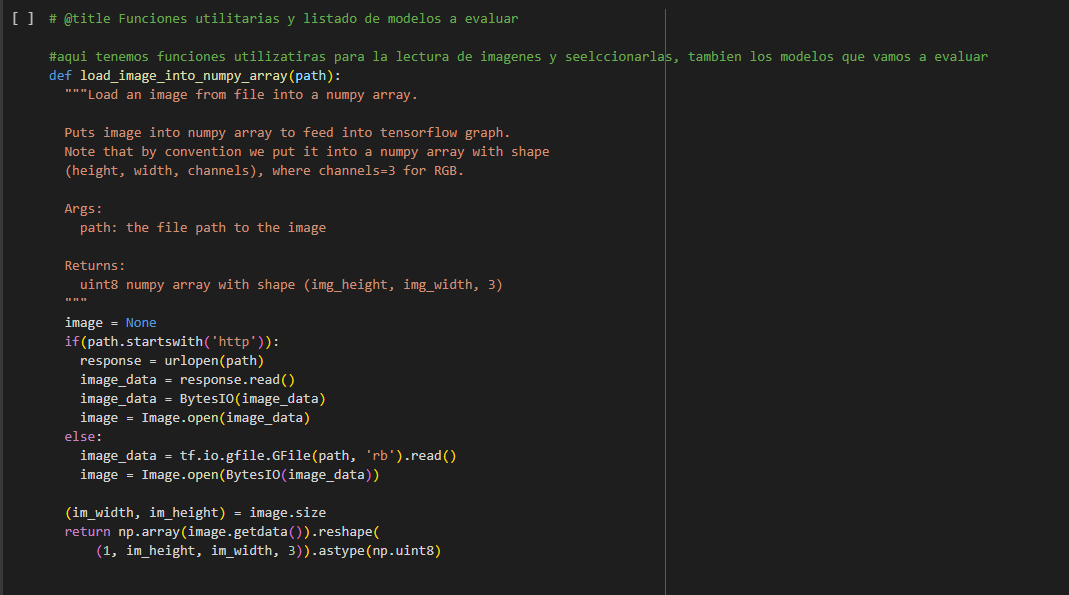 [ ] # @title Funciones utilitarias y listado de modelos a evaluar
#aqui tenemos funciones utilizatiras para la lectura de imagenes y seelccionarlas, tambien los modelos que vamos a evaluar
def load_image_into_numpy_array(path):
  """Load an image from file into a numpy array.

  Puts image into numpy array to feed into tensorflow graph.
  Note that by convention we put it into a numpy array with shape
  (height, width, channels), where channels=3 for RGB.

  Args:
    path: the file path to the image

  Returns:
    uint8 numpy array with shape (img_height, img_width, 3)
  """
  image = None
  if(path.startswith('http')):
    response = urlopen(path)
    image_data = response.read()
    image_data = BytesIO(image_data)
    image = Image.open(image_data)
  else:
    image_data = tf.io.gfile.GFile(path, 'rb').read()
    image = Image.open(BytesIO(image_data))

  (im_width, im_height) = image.size
  return np.array(image.getdata()).reshape(
      (1, im_height, im_width, 3)).astype(np.uint8)